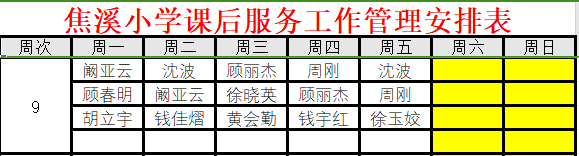 焦溪小学课后服务工作管理安排表
周次 周一 周二 周三 周四 周五 周六 周日
阚亚云 沈波 顾丽杰 周刚 沈波
9 顾春明 阚亚云 徐晓英 顾丽杰 周刚
胡立宇 钱佳熠 黄会勤 钱宇红 徐玉姣